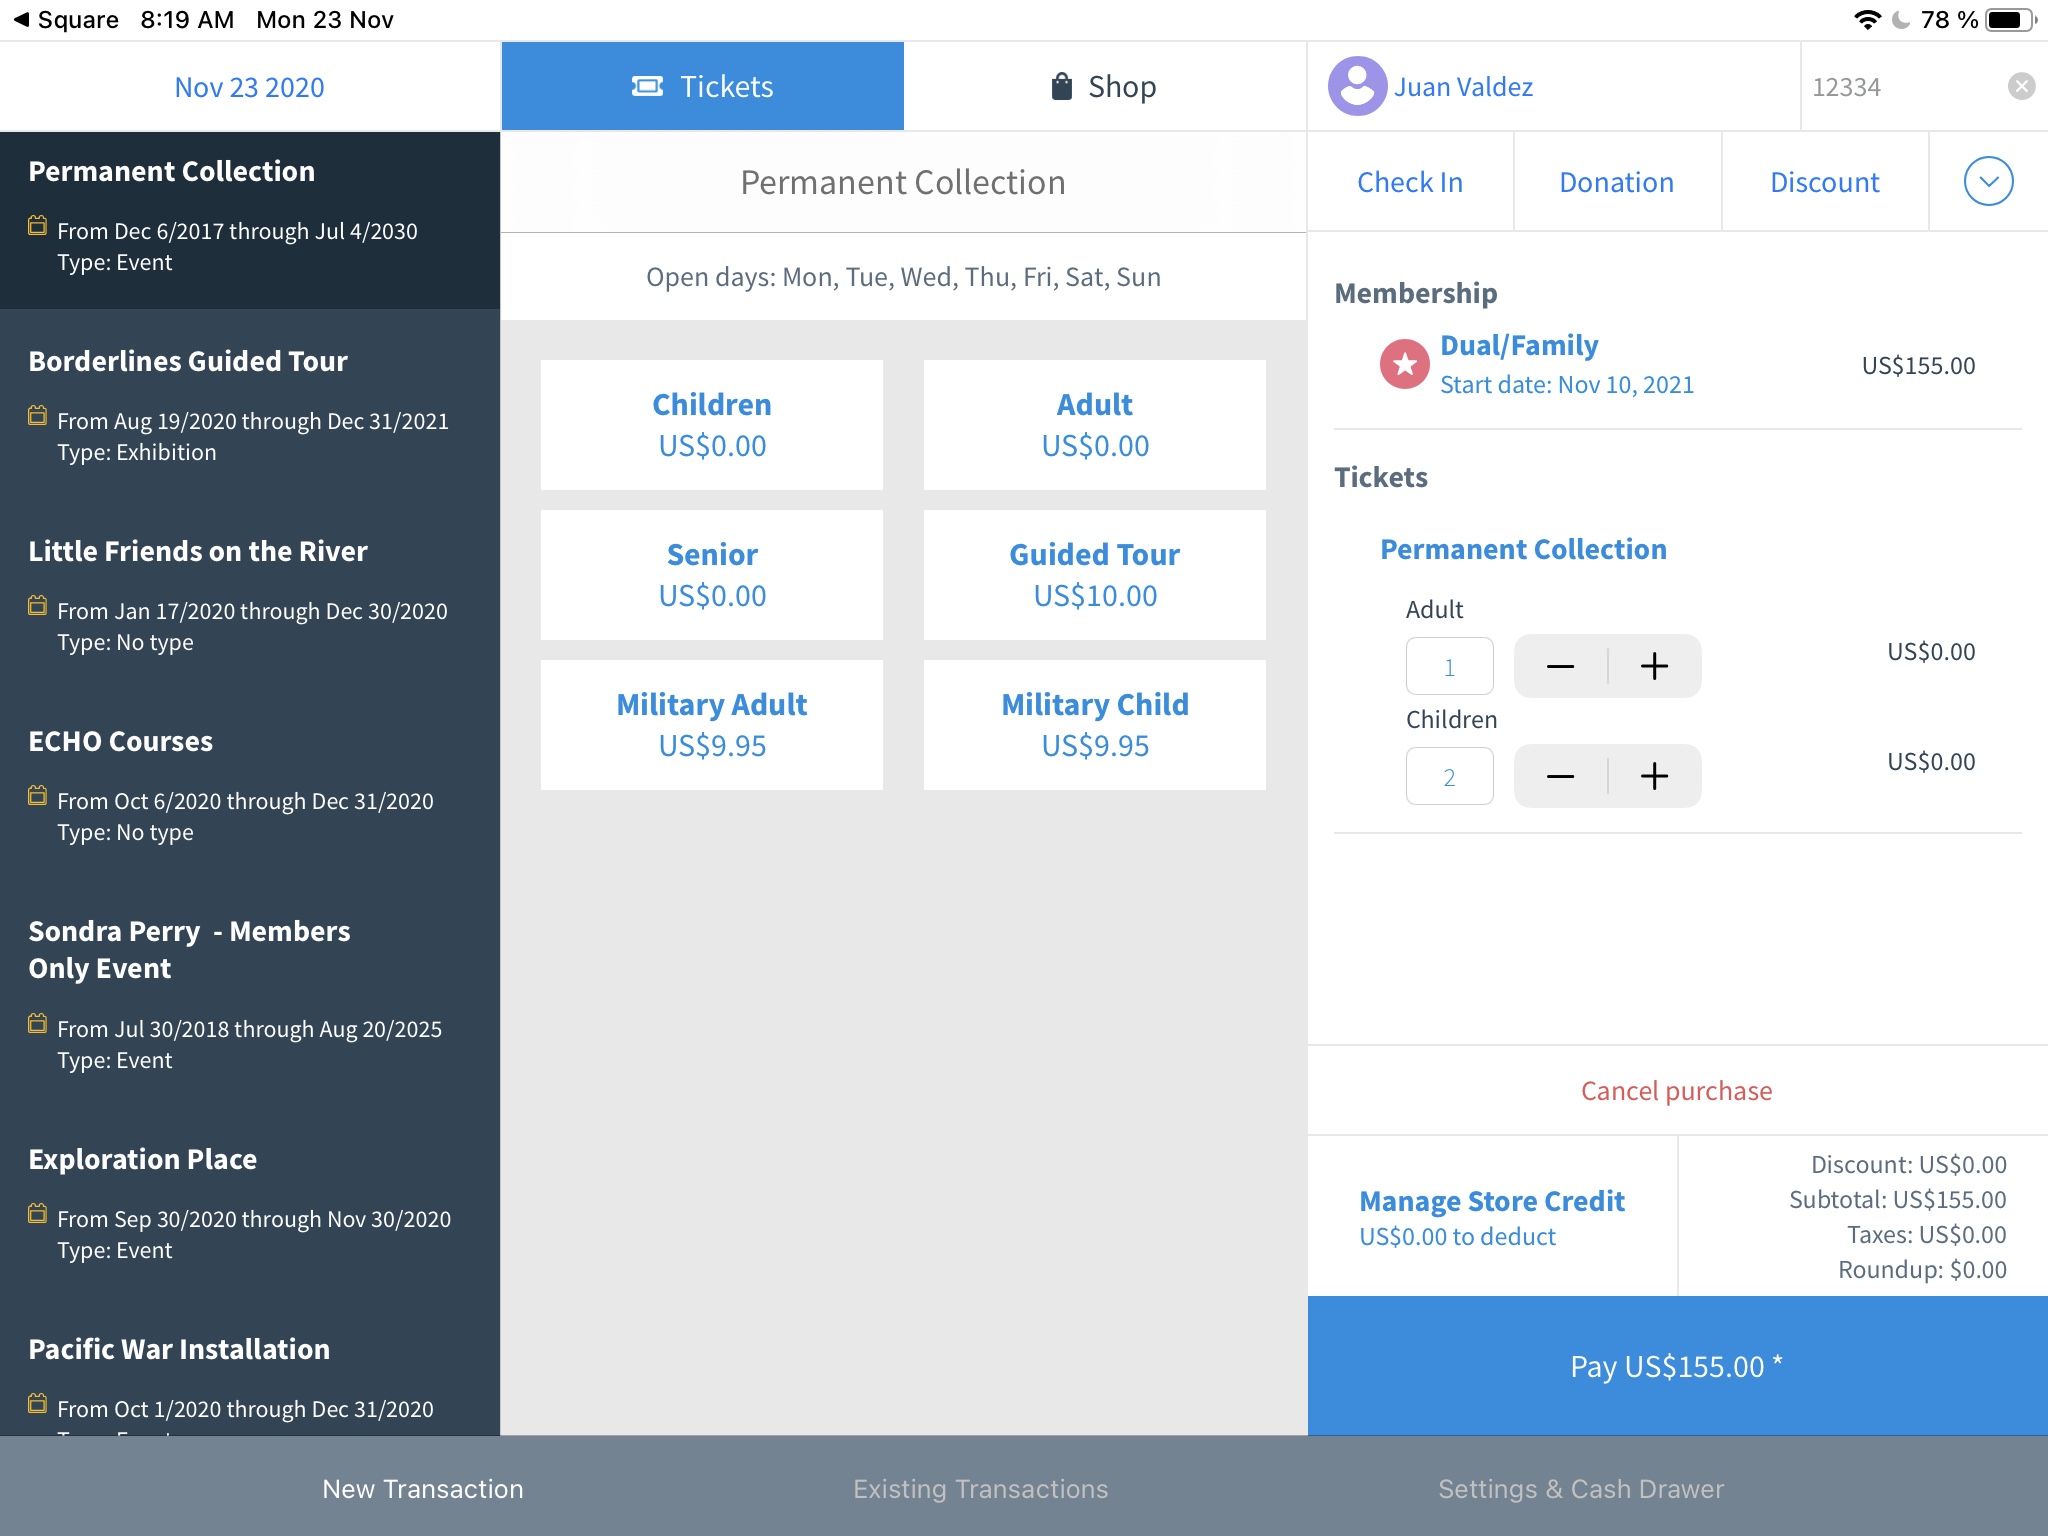 Square 8:19 AM Mon 23 Nov
78 %
Nov 23 2020
Permanent Collection
From Dec 6/2017 through Jul 4/2030
Type: Event
Borderlines Guided Tour
From Aug 19/2020 through Dec 31/2021
Type: Exhibition
Little Friends on the River
From Jan 17/2020 through Dec 30/2020
Type: No type
ECHO Courses
From Oct 6/2020 through Dec 31/2020
Type: No type
Sondra Perry - Members
Only Event
From Jul 30/2018 through Aug 20/2025
Type: Event
Exploration Place
From Sep 30/2020 through Nov 30/2020
Type: Event
Pacific War Installation
From Oct 1/2020 through Dec 31/2020
Tickets
Shop
Permanent Collection
Open days: Mon, Tue, Wed, Thu, Fri, Sat, Sun
Children
US$0.00
Adult
US$0.00
Senior
US$0.00
Guided Tour
US$10.00
Military Adult
US$9.95
Military Child
US$9.95
Juan Valdez
12334
Check In
Donation
Discount
Membership
Dual/Family
Start date: Nov 10, 2021
US$155.00
Tickets
Permanent Collection
Adult
1
US$0.00
Children
2
US$0.00
Cancel purchase
Manage Store Credit
US$0.00 to deduct
Discount: US$0.00
Subtotal: US$155.00
Taxes: US$0.00
Roundup: $0.00
Pay US$155.00 *
New Transaction
Existing Transactions
Settings & Cash Drawer